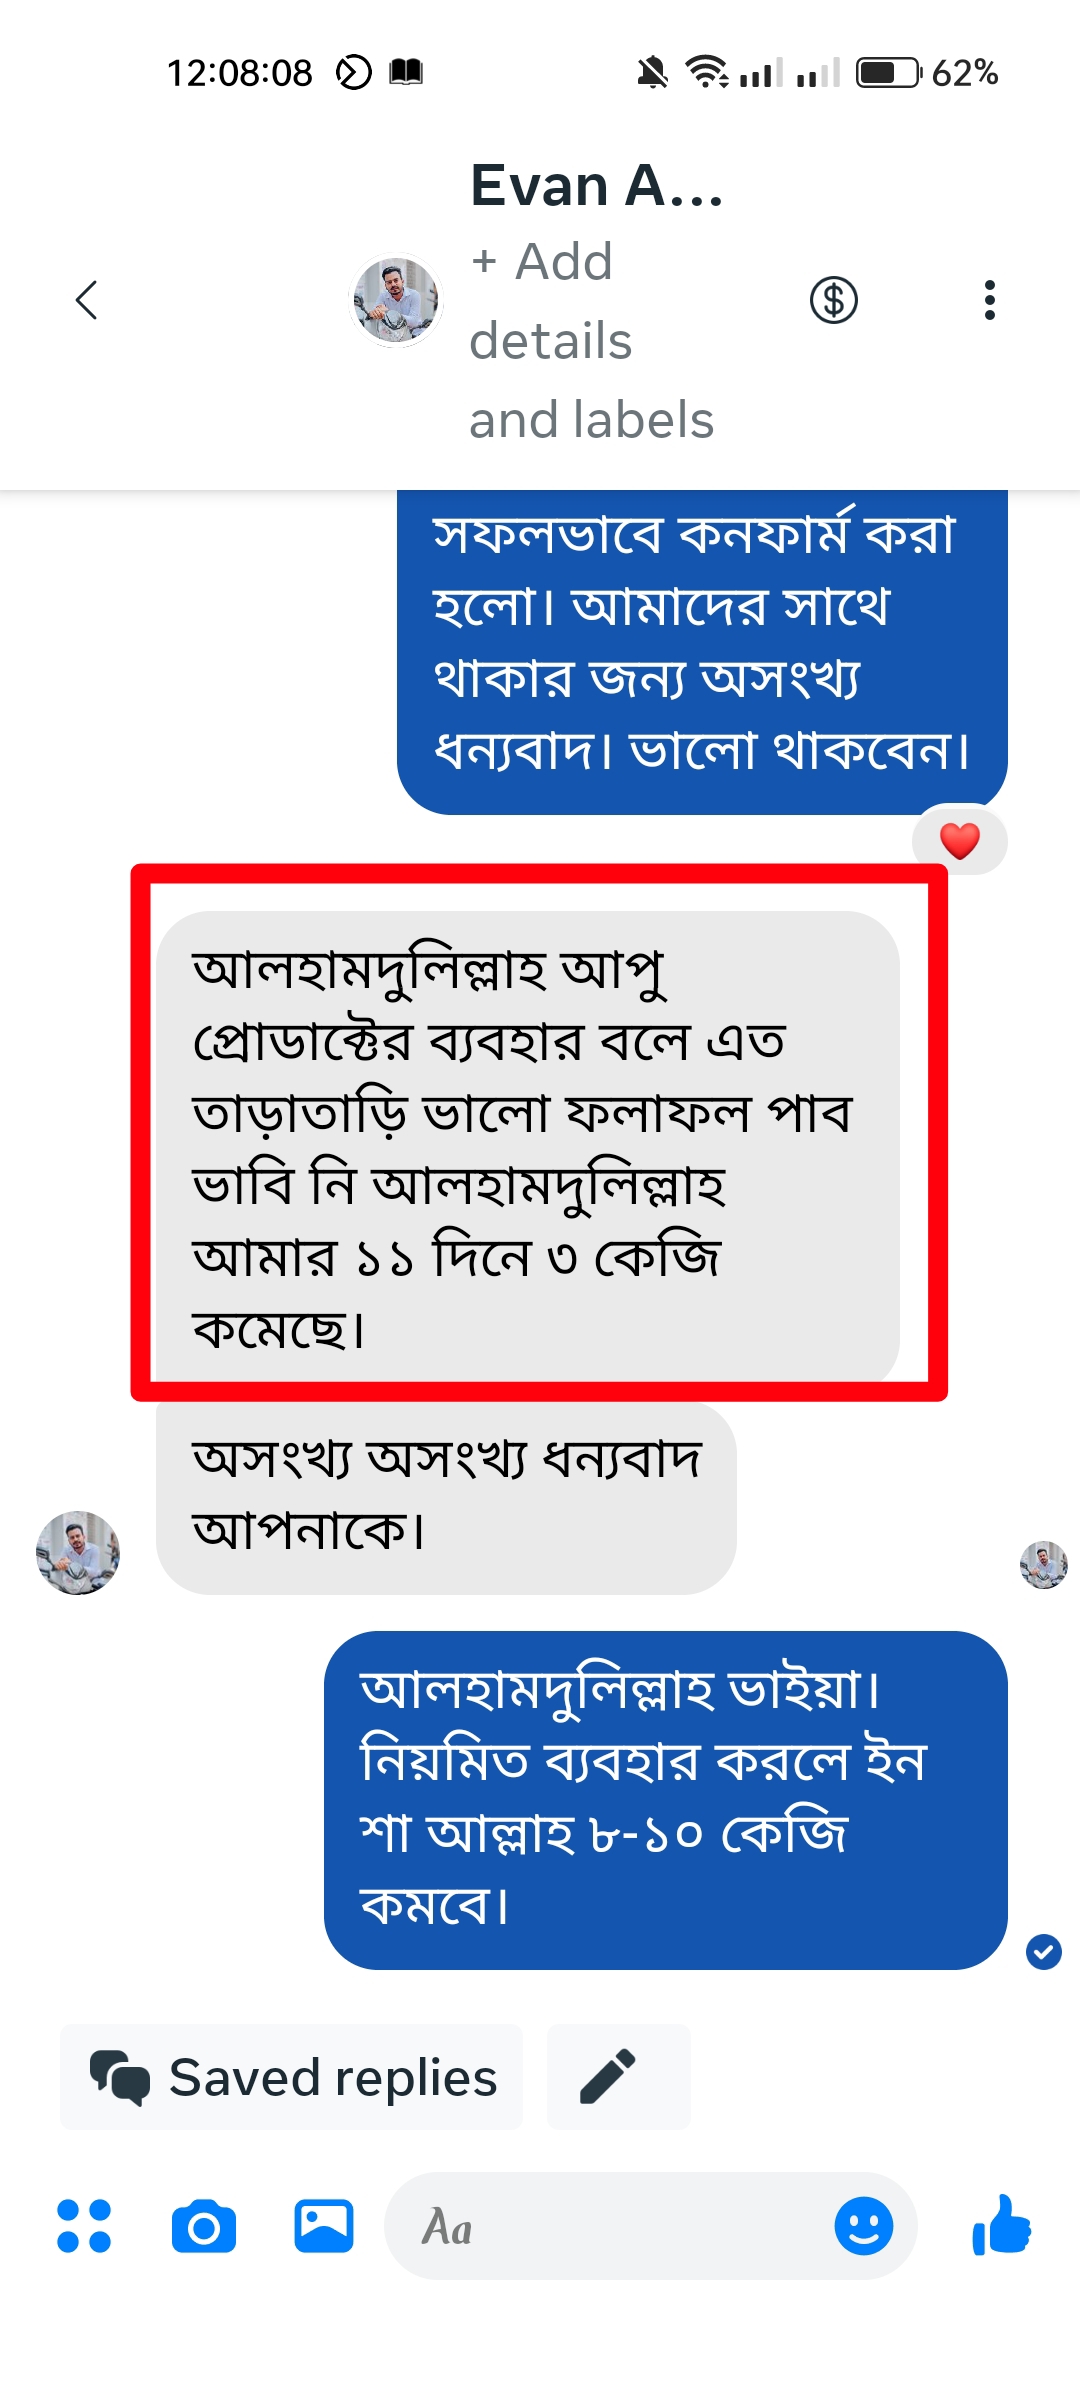 12:08:08
62%
Evan A...
+ Add
details
and labels
সফলভাবে কনফার্ম করা
হলো। আমাদের সাথে
থাকার জন্য অসংখ্য
ধন্যবাদ। ভালো থাকবেন।
আলহামদুলিল্লাহ আপু
প্রোডাক্টের ব্যবহার বলে এত
তাড়াতাড়ি ভালো ফলাফল পাব
ভাবি নি আলহামদুলিল্লাহ
আমার ১১ দিনে ৩ কেজি
কমেছে।
অসংখ্য অসংখ্য ধন্যবাদ
আপনাকে।
আলহামদুলিল্লাহ ভাইয়া।
নিয়মিত ব্যবহার করলে ইন
শা আল্লাহ ৮-১০ কেজি
কমবে।
Saved replies
Aa